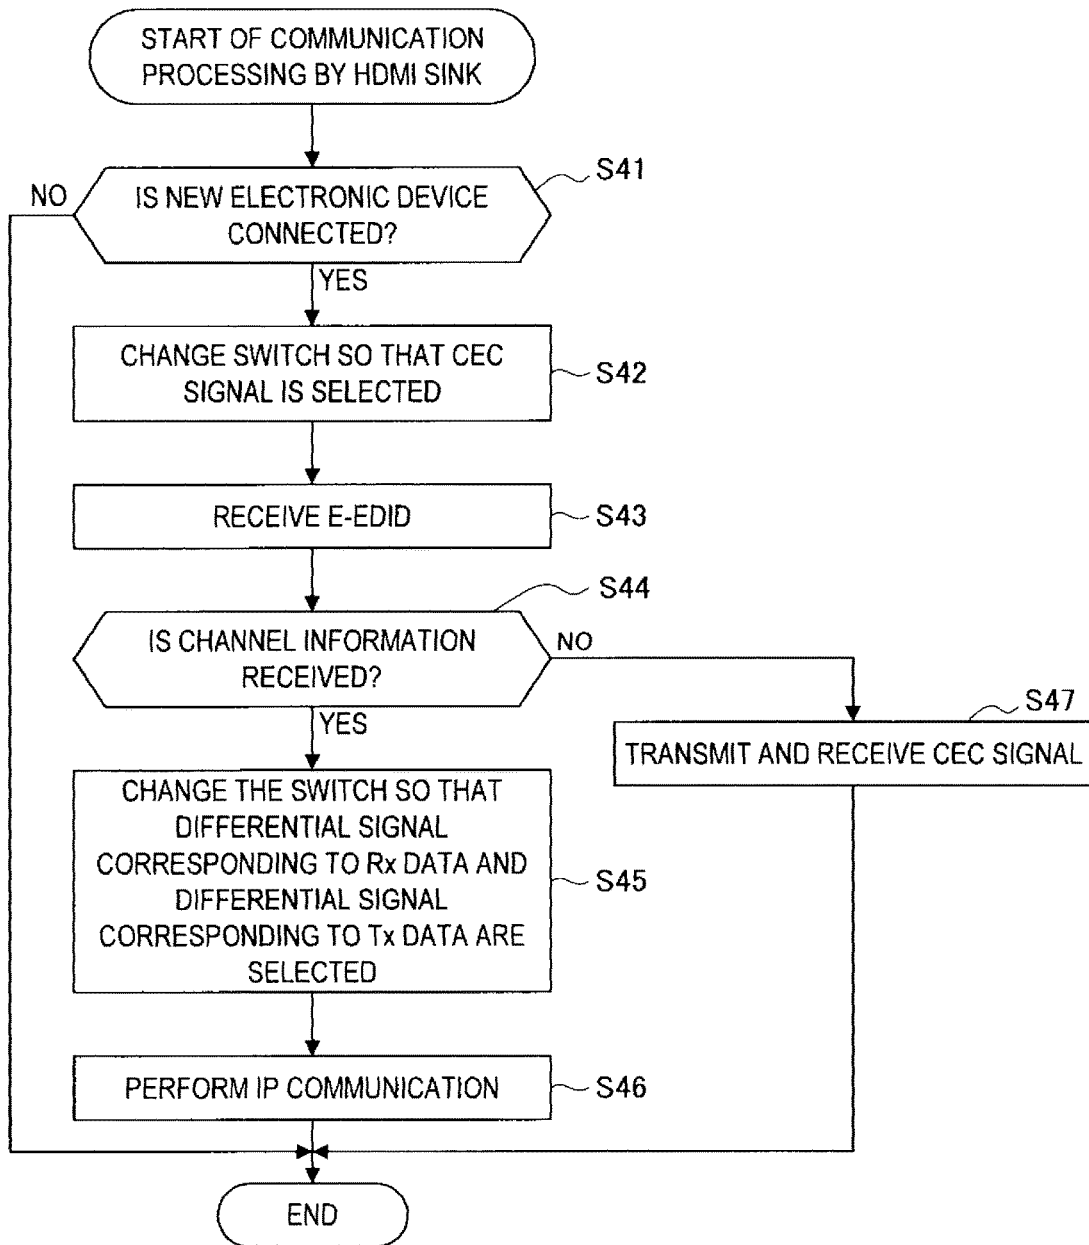 START OF COMMUNICATION
PROCESSING BY HDMI SINK
S41
NO
IS NEW ELECTRONIC DEVICE
CONNECTED?
YES
CHANGE SWITCH SO THAT CEC
SIGNAL IS SELECTED
S42
RECEIVE E-EDID
S43
S44
IS CHANNEL INFORMATION
RECEIVED?
NO
YES
S47
TRANSMIT AND RECEIVE CEC SIGNAL
CHANGE THE SWITCH SO THAT
DIFFERENTIAL SIGNAL
CORRESPONDING TO Rx DATA AND
DIFFERENTIAL SIGNAL
CORRESPONDING TO Tx DATA ARE
SELECTED
S45
PERFORM IP COMMUNICATION
S46
END